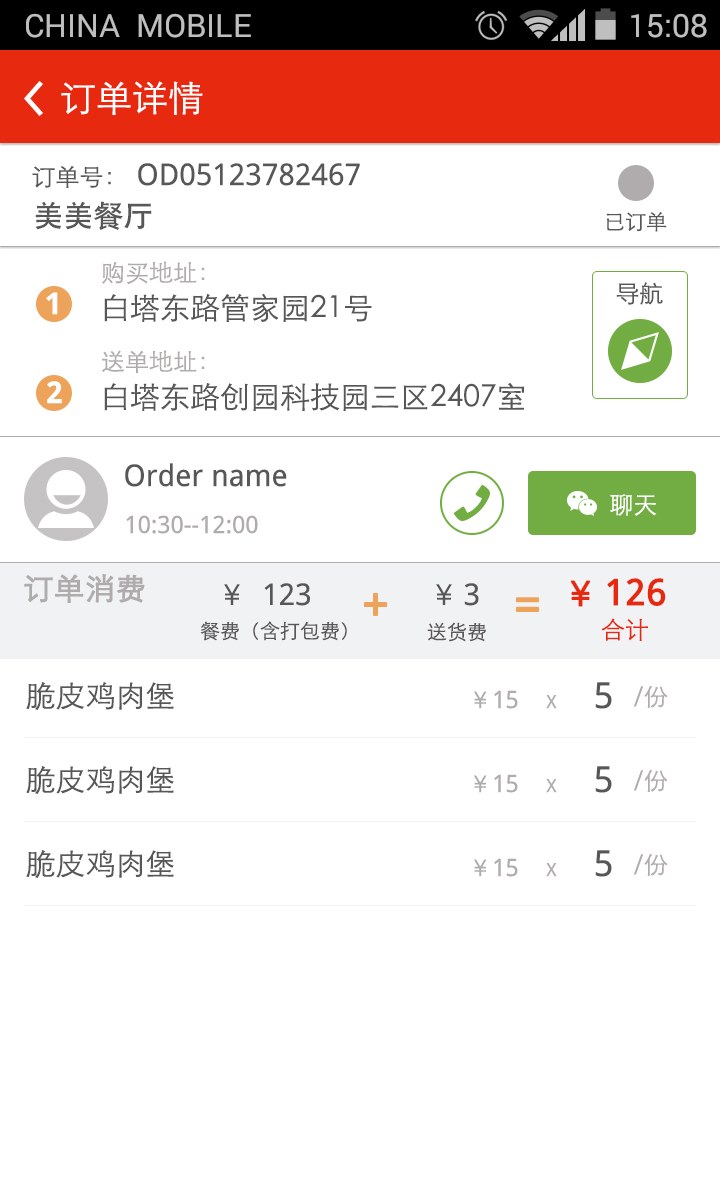 CHINA MOBILE 15:08
订单详情
订单号： OD05123782467
美美餐厅
已订单
1
购买地址：
白塔东路管家园21号
导航
2
送单地址：
白塔东路创园科技园三区2407室
Order name
10:30--12:00
聊天
订单消费
¥ 123 + ¥ 3 = ¥ 126
餐费（含打包费） 送货费 合计
脆皮鸡肉堡 ¥15 x 5 /份
脆皮鸡肉堡 ¥15 x 5 /份
脆皮鸡肉堡 ¥15 x 5 /份